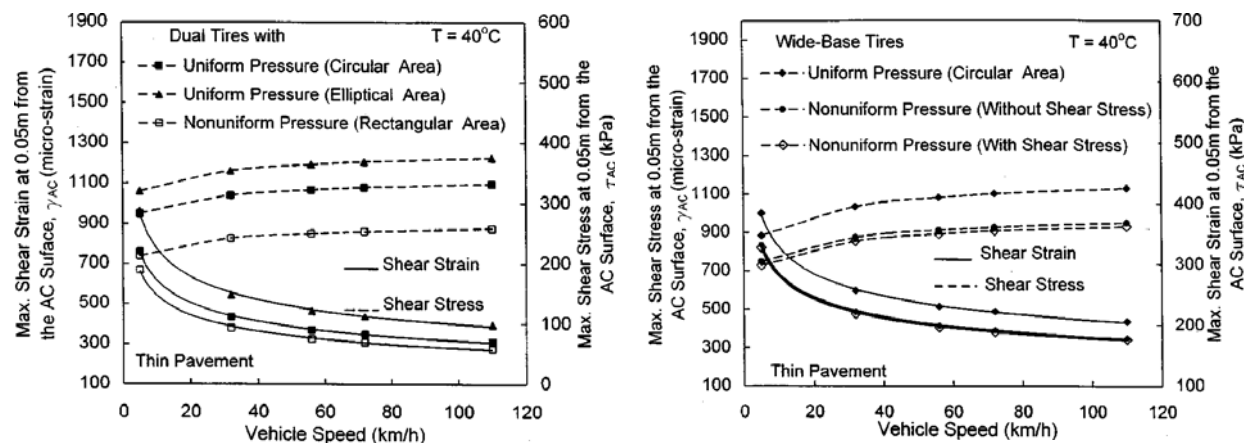 Max. Shear Strain at 0.05m from
the AC Suface, γAC (micro-strain)
1900
1700
1500
1300
1100
900
700
500
300
100
Dual Tires with
T = 40°C
Uniform Pressure (Circular Area)
Uniform Pressure (Elliptical Area)
Nonuniform Pressure (Rectangular Area)
Shear Strain
Shear Stress
Thin Pavement
600
500
400
300
200
100
0
Max. Shear Stress at 0.05m from the
AC Surface, τAC (kPa)
0 20 40 60 80 100 120
Vehicle Speed (km/h)
Max. Shear Stress at 0.05m from the
AC Surface, γAC (micro-strain)
1900
1700
1500
1300
1100
900
700
500
300
100
Wide-Base Tires
T = 40°C
Uniform Pressure (Circular Area)
Nonuniform Pressure (Without Shear Stress)
Nonuniform Pressure (With Shear Stress)
Shear Strain
Shear Stress
Thin Pavement
700
600
500
400
300
200
100
Max. Shear Strain at 0.05m from the
AC Surface, τAC (kPa)
0 20 40 60 80 100 120
Vehicle Speed (km/h)